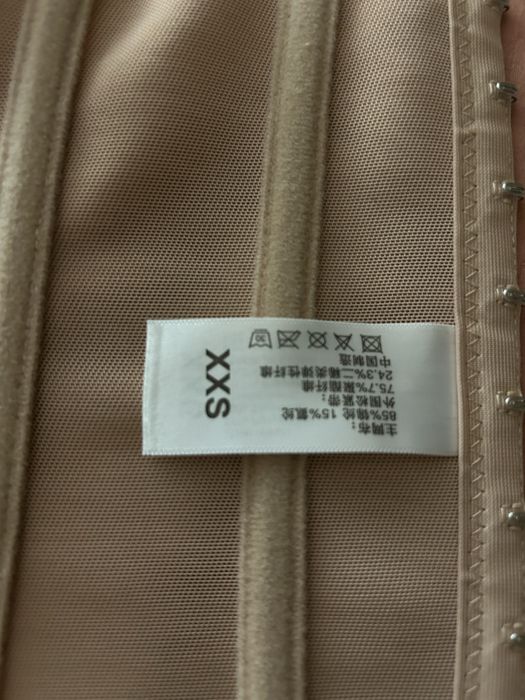 主网布：
85%锦纶 15%氨纶
外围松紧带：
75.7%聚酯纤维
24.3%二烯类弹性纤维
中国制造
30
XXS